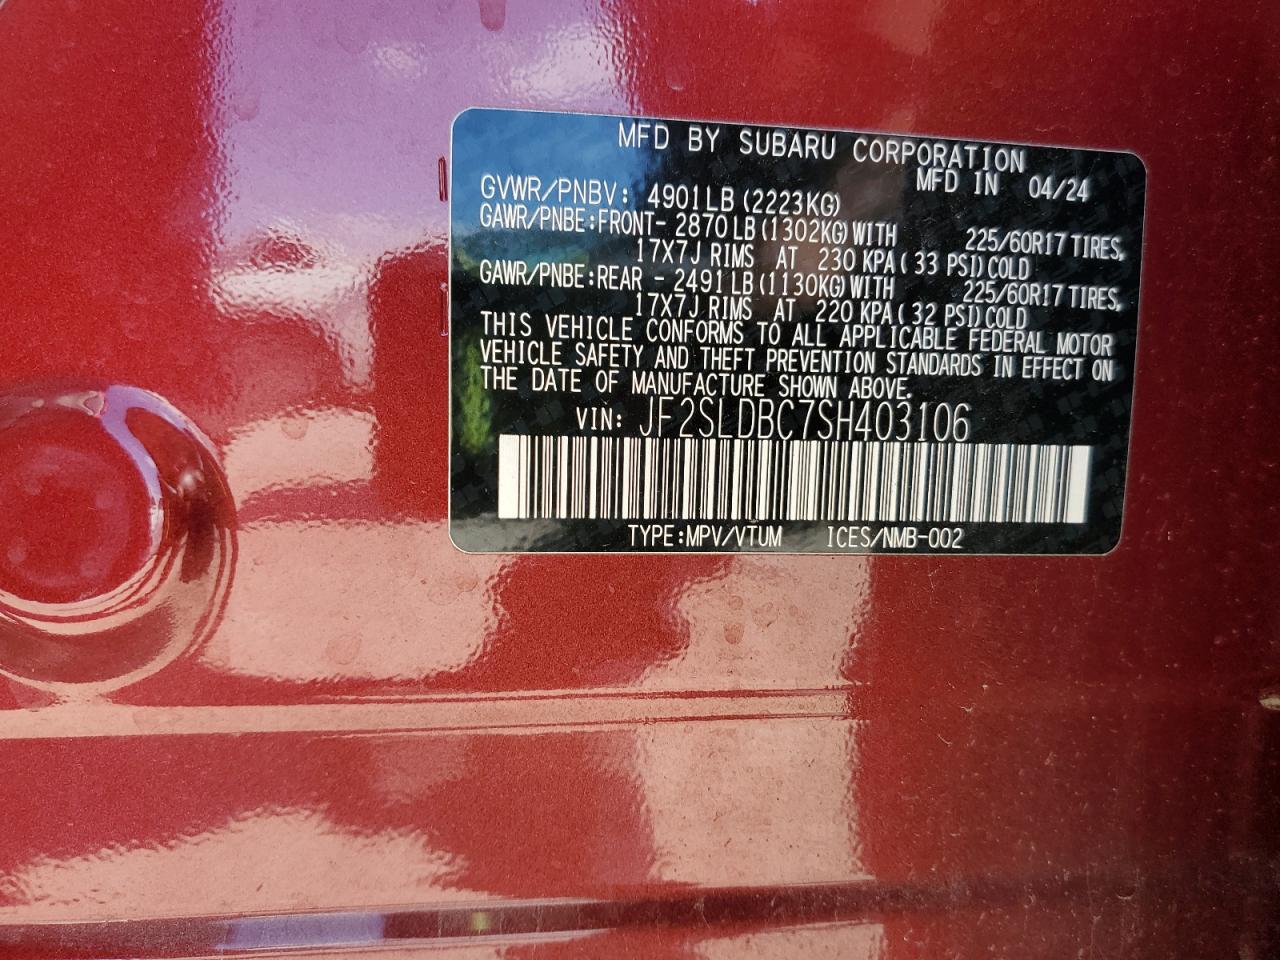 MFD BY SUBARU CORPORATION
MFD IN 04/24
GVWR/PNBV: 4901LB (2223KG)
GAWR/PNBE:FRONT- 2870LB(1302KG)WITH 225/60R17 TIRES,
17X7J RIMS AT 230 KPA( 33 PSI)COLD
GAWR/PNBE:REAR - 2491LB(1130KG)WITH 225/60R17 TIRES,
17X7J RIMS AT 220 KPA( 32 PSI)COLD
THIS VEHICLE CONFORMS TO ALL APPLICABLE FEDERAL MOTOR
VEHICLE SAFETY AND THEFT PREVENTION STANDARDS IN EFFECT ON
THE DATE OF MANUFACTURE SHOWN ABOVE.
VIN: JF2SLDBC7SH403106
TYPE:MPV/VTUM ICES/NMB-002